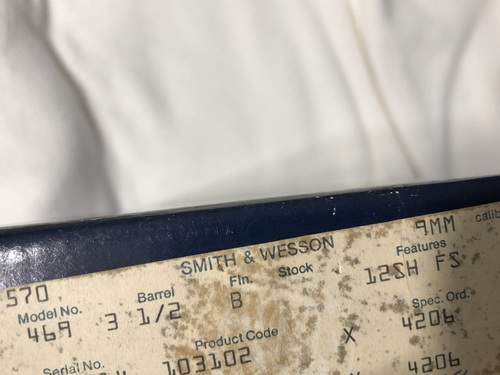 SMITH & WESSON 9MM calib
570 Barrel Fin. Stock Features
Model No. 3 1/2 B 12SH FS
469 Product Code X Spec. Ord.
Serial No. 103102 4206
4206